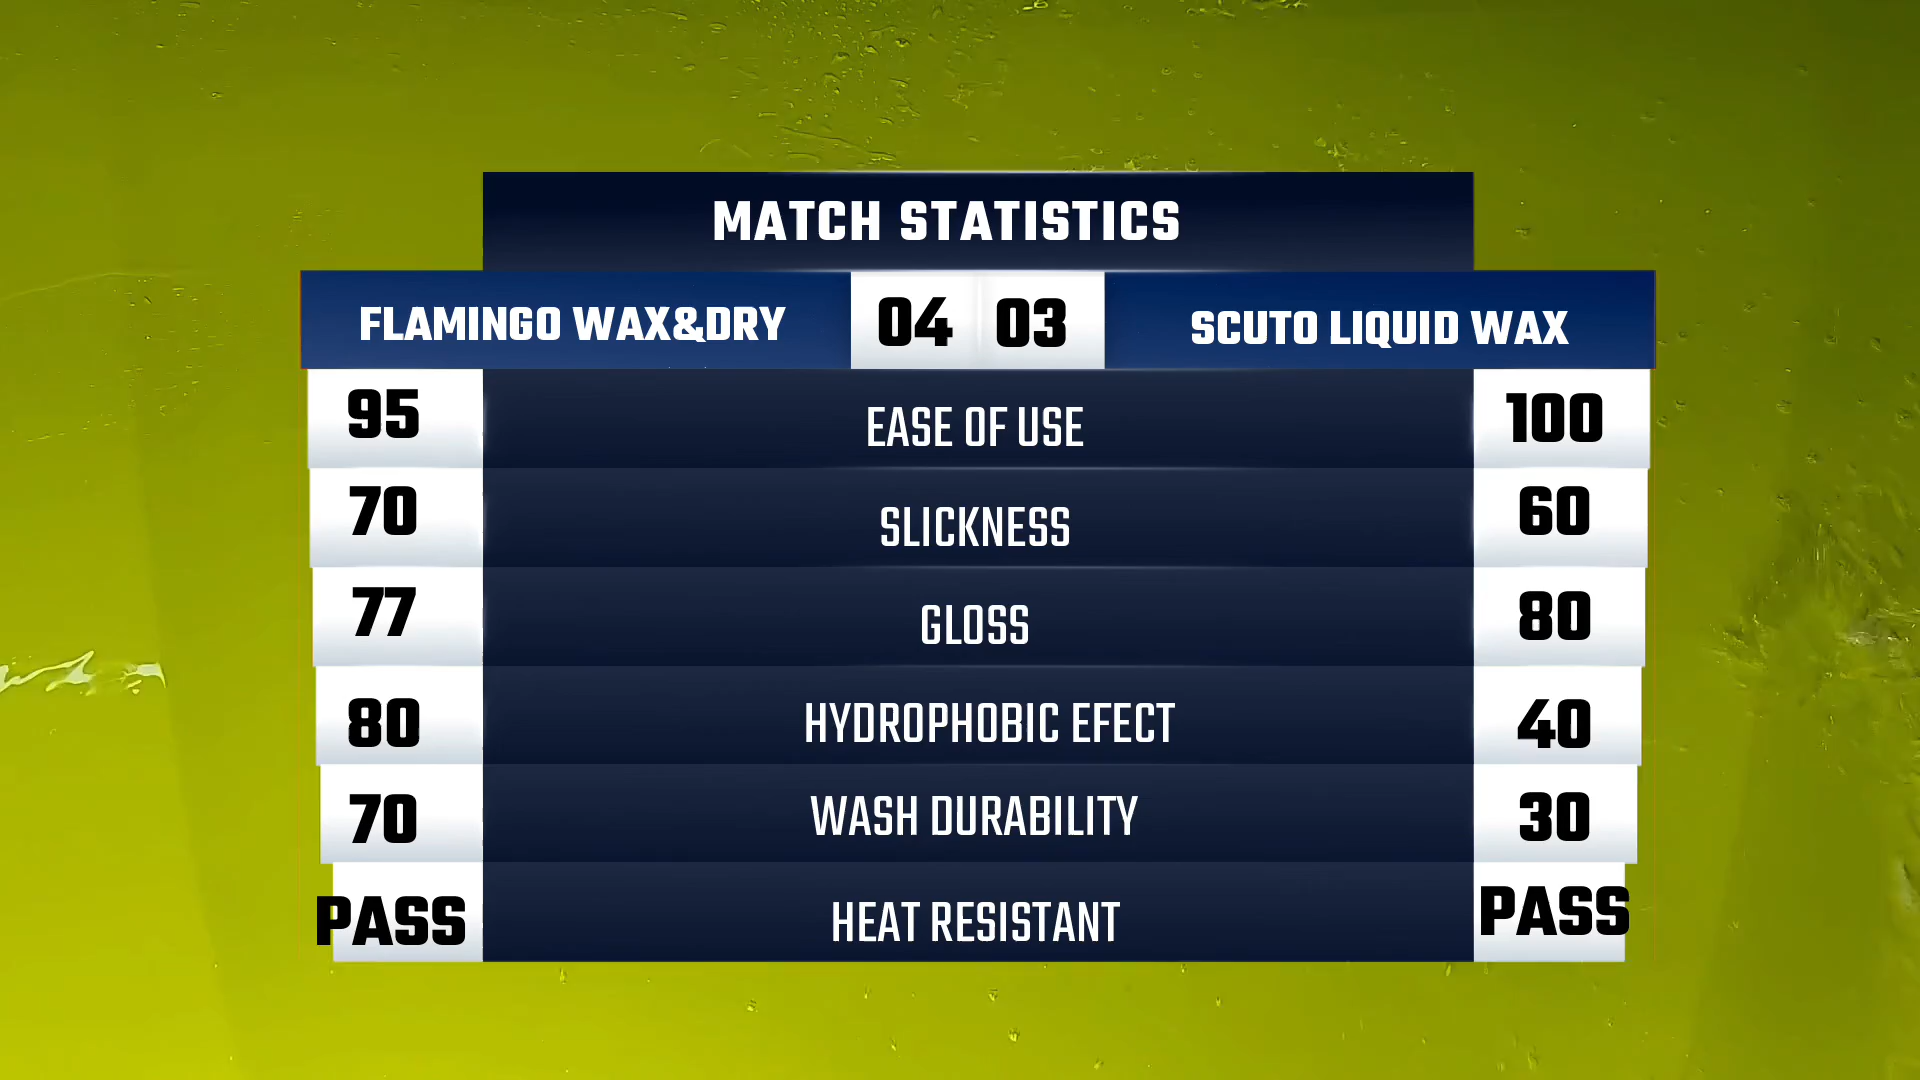 MATCH STATISTICS
FLAMINGO WAX&DRY 04 03 SCUTO LIQUID WAX
95 EASE OF USE 100
70 SLICKNESS 60
77 GLOSS 80
80 HYDROPHOBIC EFECT 40
70 WASH DURABILITY 30
PASS HEAT RESISTANT PASS